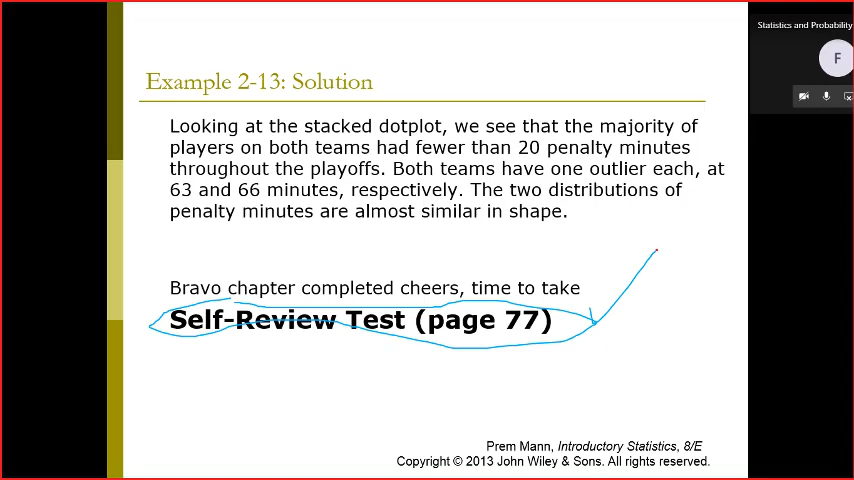 Statistics and Probability
F
Example 2-13: Solution
Looking at the stacked dotplot, we see that the majority of
players on both teams had fewer than 20 penalty minutes
throughout the playoffs. Both teams have one outlier each, at
63 and 66 minutes, respectively. The two distributions of
penalty minutes are almost similar in shape.
Bravo chapter completed cheers, time to take
Self-Review Test (page 77)
Prem Mann, Introductory Statistics, 8/E
Copyright © 2013 John Wiley & Sons. All rights reserved.